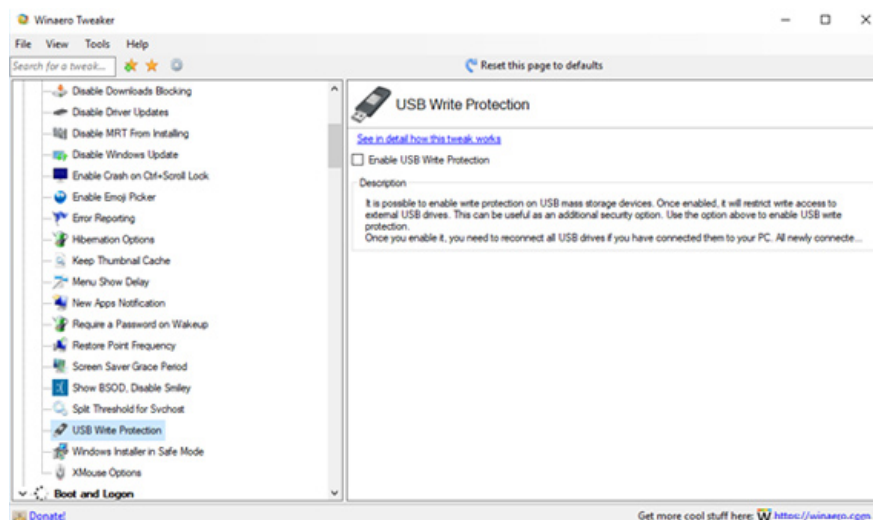 Winaero Tweaker
File View Tools Help
Search for a tweak...
Reset this page to defaults
Disable Downloads Blocking
Disable Driver Updates
Disable MRT From Installing
Disable Windows Update
Enable Crash on Ctrl+Scroll Lock
Enable Emoji Picker
Error Reporting
Hibernation Options
Keep Thumbnail Cache
Menu Show Delay
New Apps Notification
Require a Password on Wakeup
Restore Point Frequency
Screen Saver Grace Period
Show BSOD, Disable Smiley
Split Threshold for Svchost
USB Write Protection
Windows Installer in Safe Mode
XMouse Options
Boot and Logon
USB Write Protection
See in detail how this tweak works
Enable USB Write Protection
Description
It is possible to enable write protection on USB mass storage devices. Once enabled, it will restrict write access to
external USB drives. This can be useful as an additional security option. Use the option above to enable USB write
protection.
Once you enable it, you need to reconnect all USB drives if you have connected them to your PC. All newly connecte...
Donate!
Get more cool stuff here: https://winaero.com